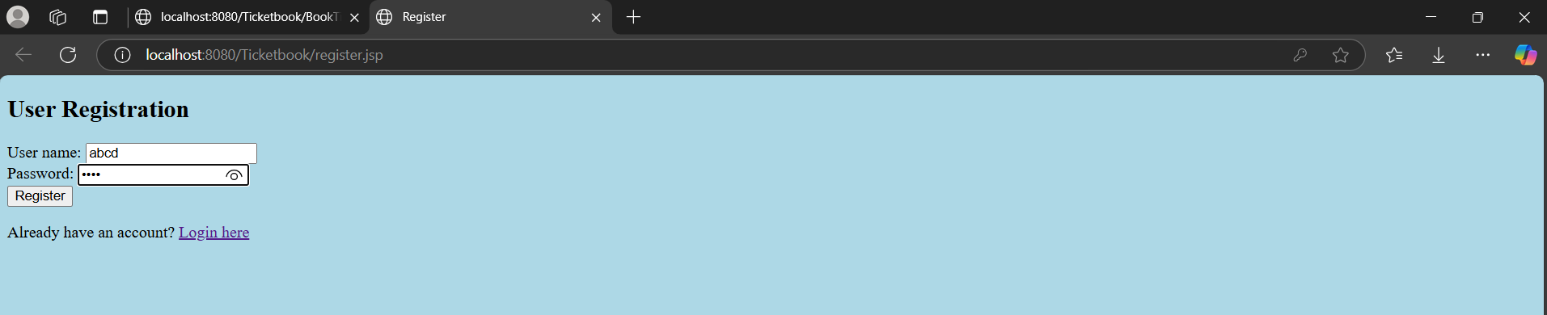 localhost:8080/Ticketbook/BookT
Register
localhost:8080/Ticketbook/register.jsp
User Registration
User name: abcd
Password: ••••
Register
Already have an account? Login here